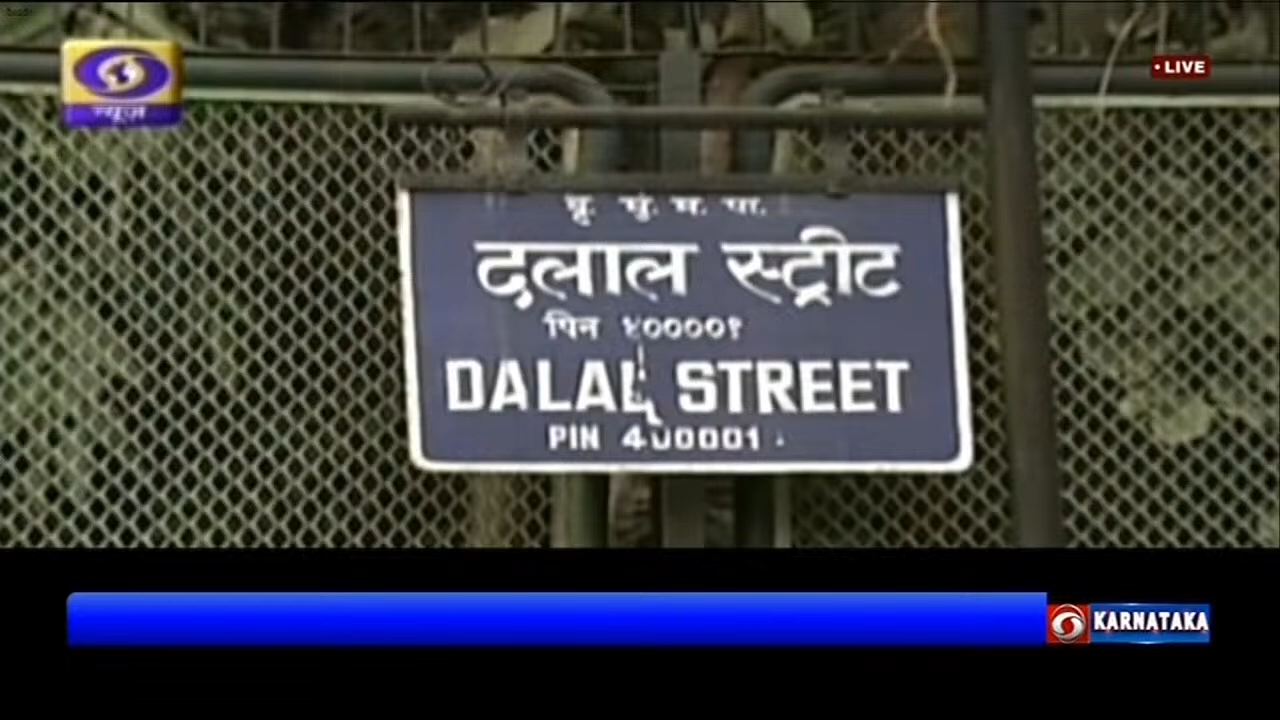 न्यूज़
LIVE
बृ. मुं. म. पा.
दलाल स्ट्रीट
पिन ४००००१
DALAL STREET
PIN 400001
KARNATAKA